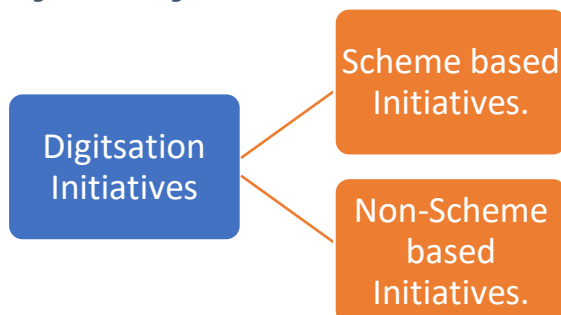 Digitsation
Initiatives
Scheme based
Initiatives.
Non-Scheme
based
Initiatives.